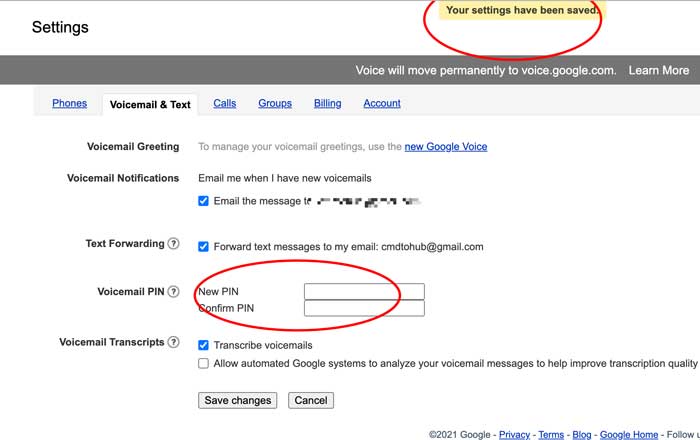 Your settings have been saved.
Settings
Voice will move permanently to voice.google.com. Learn More
Phones Voicemail & Text Calls Groups Billing Account
Voicemail Greeting To manage your voicemail greetings, use the new Google Voice
Voicemail Notifications Email me when I have new voicemails
Email the message to
Text Forwarding ? Forward text messages to my email: cmdtohub@gmail.com
Voicemail PIN ? New PIN
Confirm PIN
Voicemail Transcripts ? Transcribe voicemails
Allow automated Google systems to analyze your voicemail messages to help improve transcription quality
Save changes Cancel
©2021 Google - Privacy - Terms - Blog - Google Home - Follow